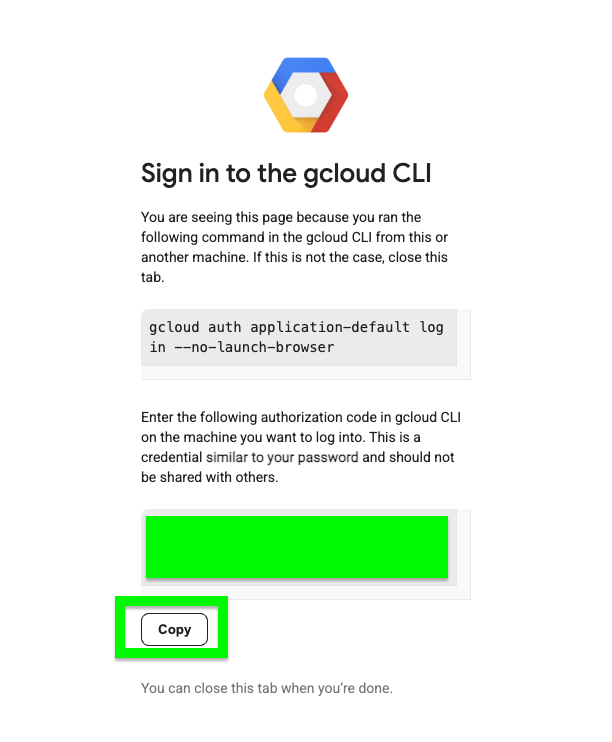 Sign in to the gcloud CLI
You are seeing this page because you ran the
following command in the gcloud CLI from this or
another machine. If this is not the case, close this
tab.
gcloud auth application-default log
in --no-launch-browser
Enter the following authorization code in gcloud CLI
on the machine you want to log into. This is a
credential similar to your password and should not
be shared with others.
Copy
You can close this tab when you’re done.